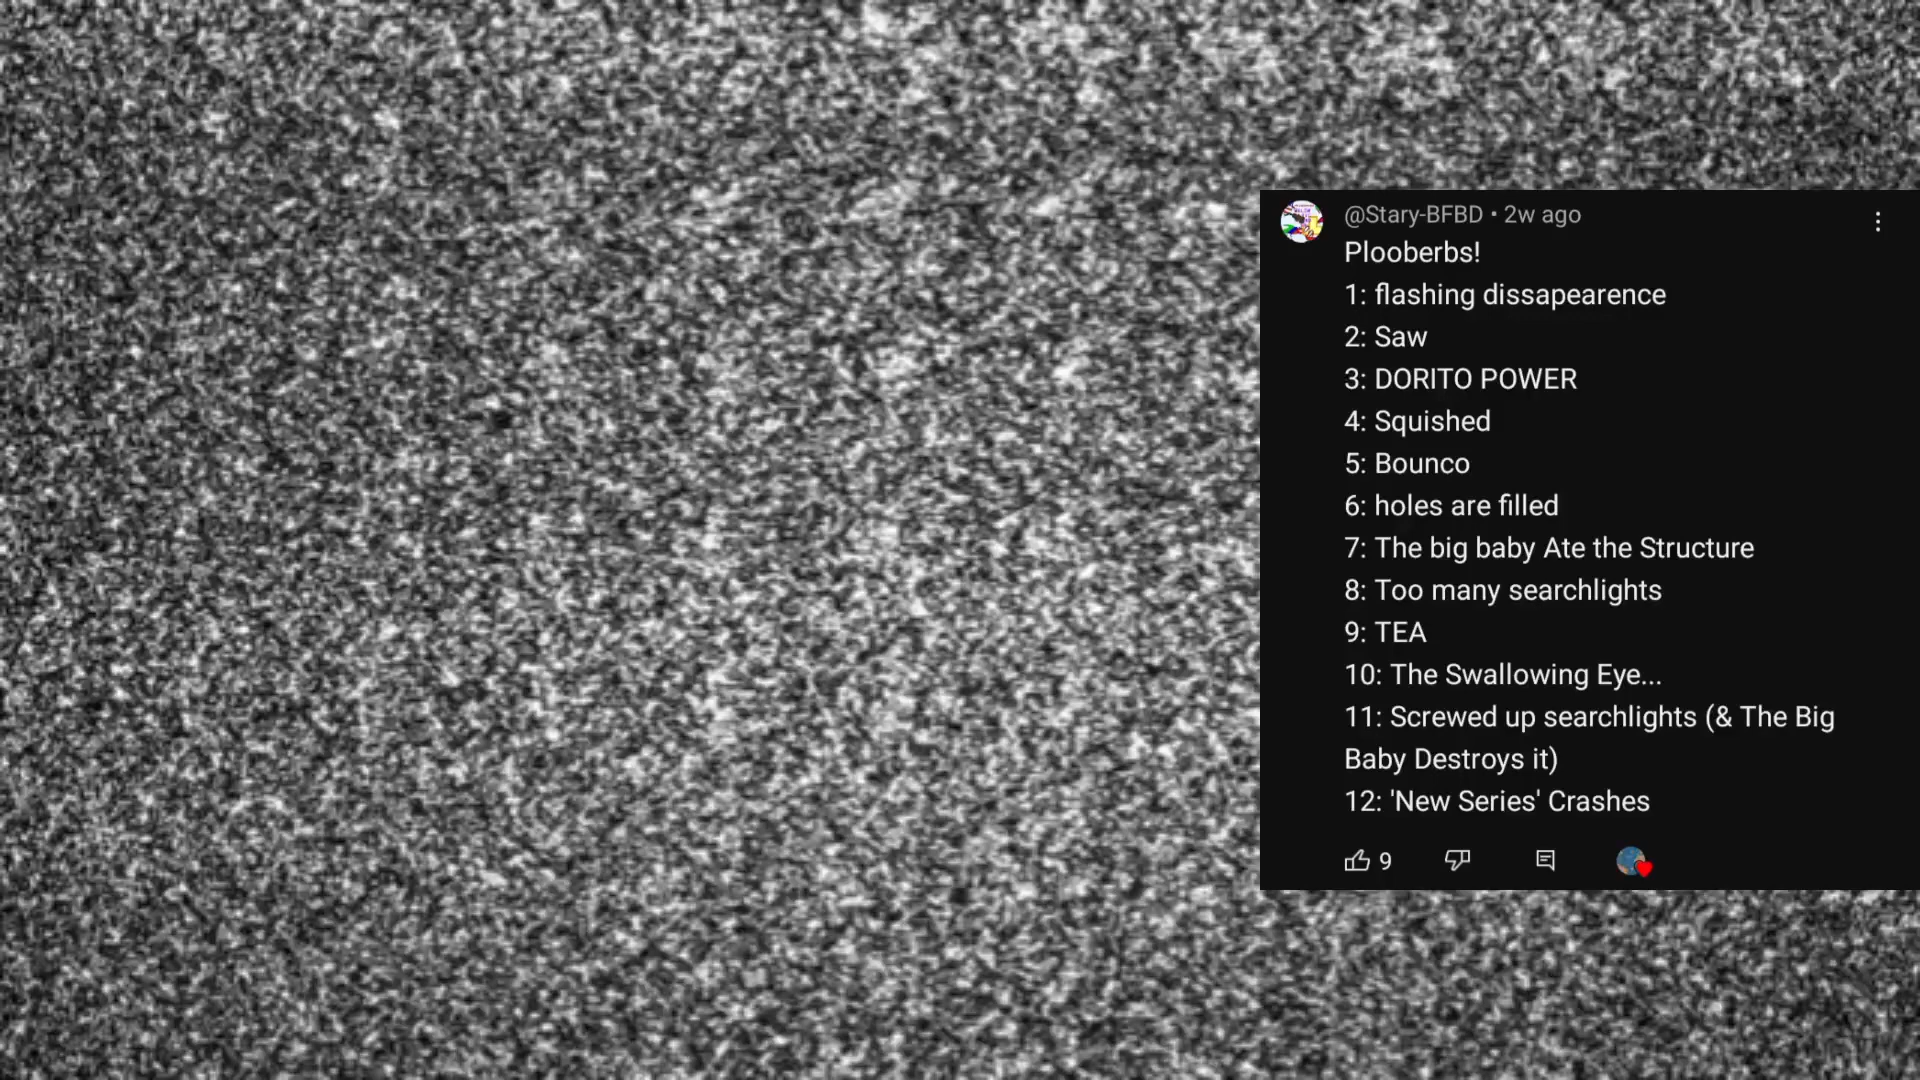 @Stary-BFBD • 2w ago
Plooberbs!
1: flashing dissapearence
2: Saw
3: DORITO POWER
4: Squished
5: Bounco
6: holes are filled
7: The big baby Ate the Structure
8: Too many searchlights
9: TEA
10: The Swallowing Eye...
11: Screwed up searchlights (& The Big
Baby Destroys it)
12: 'New Series' Crashes
9